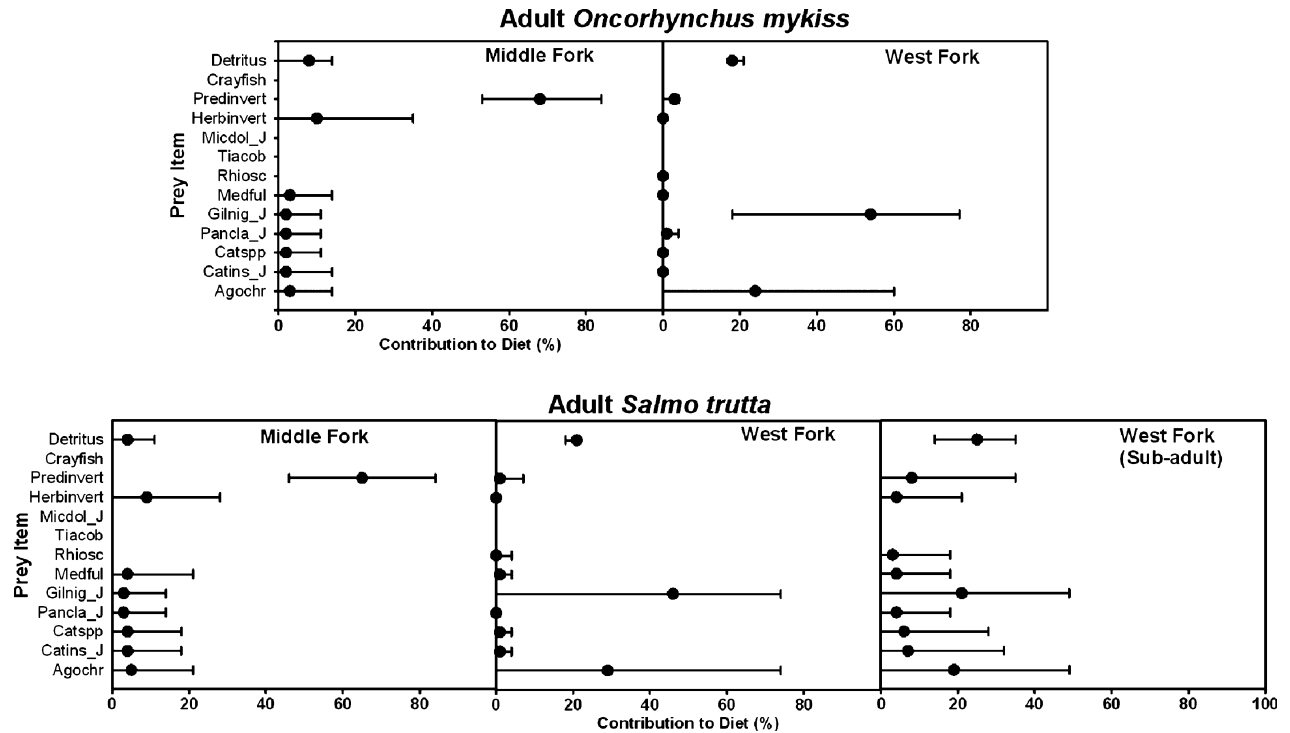 Adult Oncorhynchus mykiss
Middle Fork
West Fork
Prey Item
Detritus
Crayfish
Predinvert
Herbinvert
Micdol_J
Tiacob
Rhiosc
Medful
Gilnig_J
Pancla_J
Catspp
Catins_J
Agochr
0 20 40 60 80 0 20 40 60 80
Contribution to Diet (%)
Adult Salmo trutta
Middle Fork
West Fork
West Fork
(Sub-adult)
Prey Item
Detritus
Crayfish
Predinvert
Herbinvert
Micdol_J
Tiacob
Rhiosc
Medful
Gilnig_J
Pancla_J
Catspp
Catins_J
Agochr
0 20 40 60 80 0 20 40 60 80 0 20 40 60 80 100
Contribution to Diet (%)